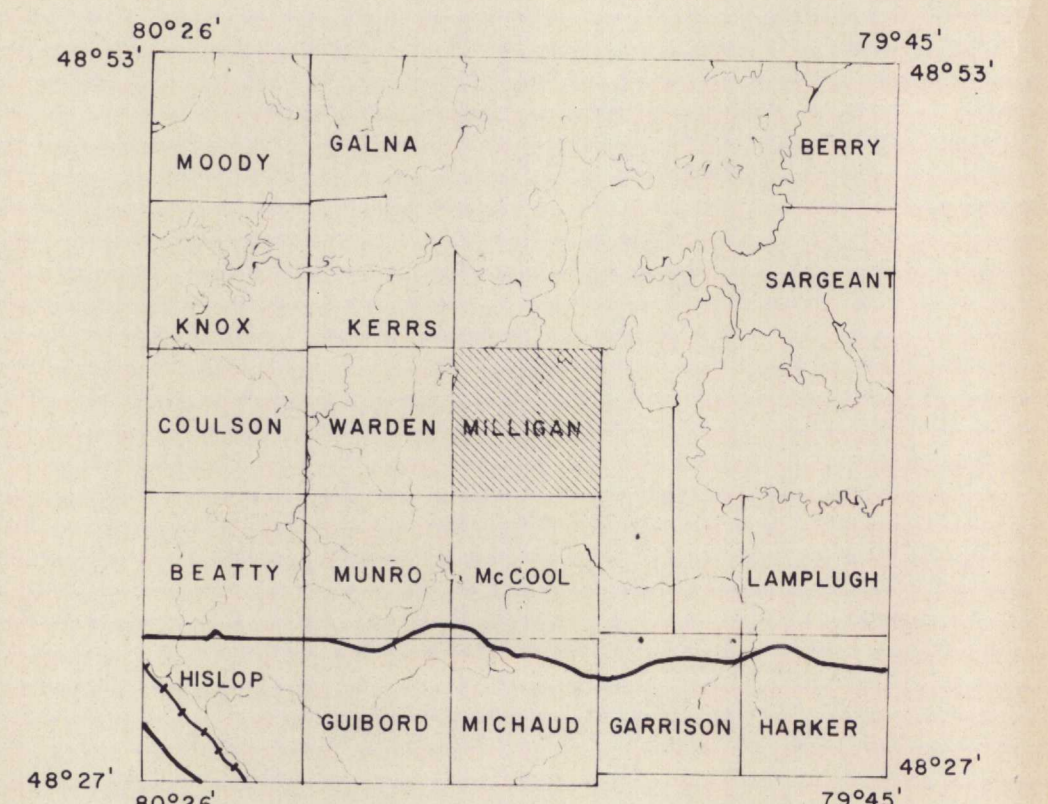 80°26' 79°45'
48°53' 48°53'
MOODY GALNA BERRY
SARGEANT
KNOX KERRS
COULSON WARDEN MILLIGAN
BEATTY MUNRO McCOOL LAMPLUGH
HISLOP
GUIBORD MICHAUD GARRISON HARKER
48°27' 48°27'
80°26' 79°45'